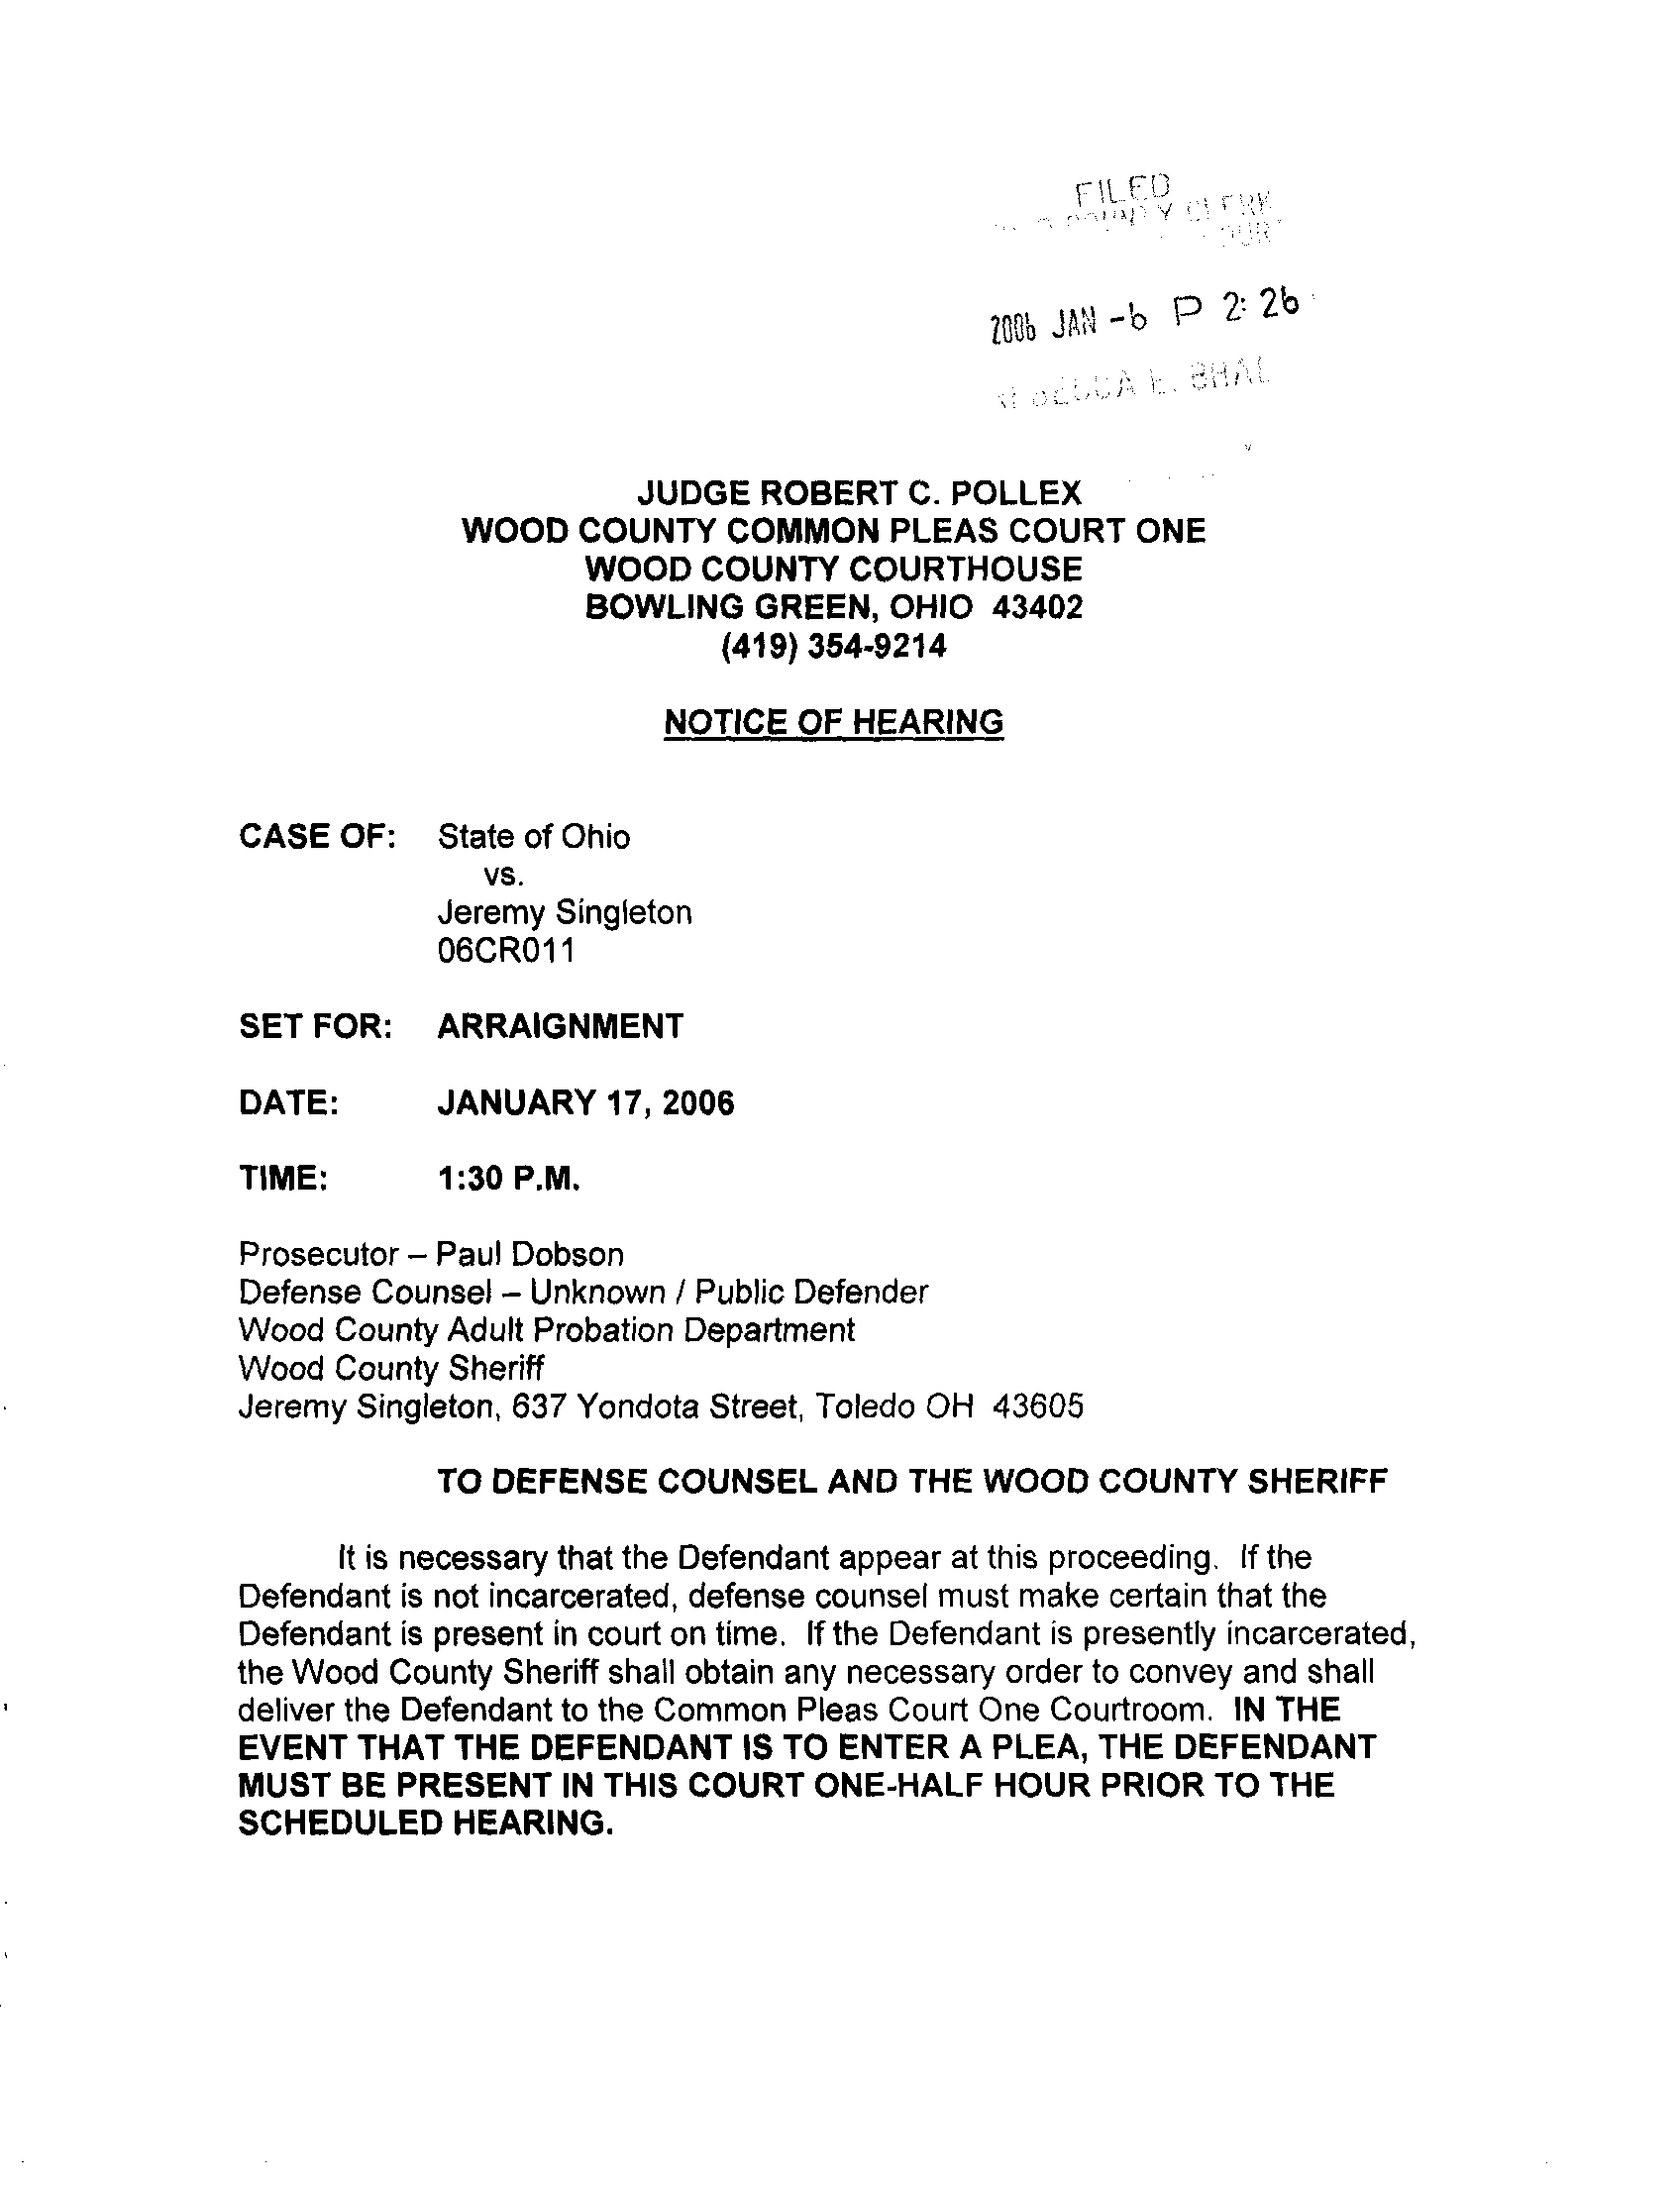 FILED
COUNTY CLERK
2006 JAN -6 P 2:26
E.
JUDGE ROBERT C. POLLEX
WOOD COUNTY COMMON PLEAS COURT ONE
WOOD COUNTY COURTHOUSE
BOWLING GREEN, OHIO 43402
(419) 354-9214
NOTICE OF HEARING
CASE OF: State of Ohio
vs.
Jeremy Singleton
06CR011
SET FOR: ARRAIGNMENT
DATE: JANUARY 17, 2006
TIME: 1:30 P.M.
Prosecutor – Paul Dobson
Defense Counsel – Unknown / Public Defender
Wood County Adult Probation Department
Wood County Sheriff
Jeremy Singleton, 637 Yondota Street, Toledo OH 43605
TO DEFENSE COUNSEL AND THE WOOD COUNTY SHERIFF
It is necessary that the Defendant appear at this proceeding. If the
Defendant is not incarcerated, defense counsel must make certain that the
Defendant is present in court on time. If the Defendant is presently incarcerated,
the Wood County Sheriff shall obtain any necessary order to convey and shall
deliver the Defendant to the Common Pleas Court One Courtroom. IN THE
EVENT THAT THE DEFENDANT IS TO ENTER A PLEA, THE DEFENDANT
MUST BE PRESENT IN THIS COURT ONE-HALF HOUR PRIOR TO THE
SCHEDULED HEARING.